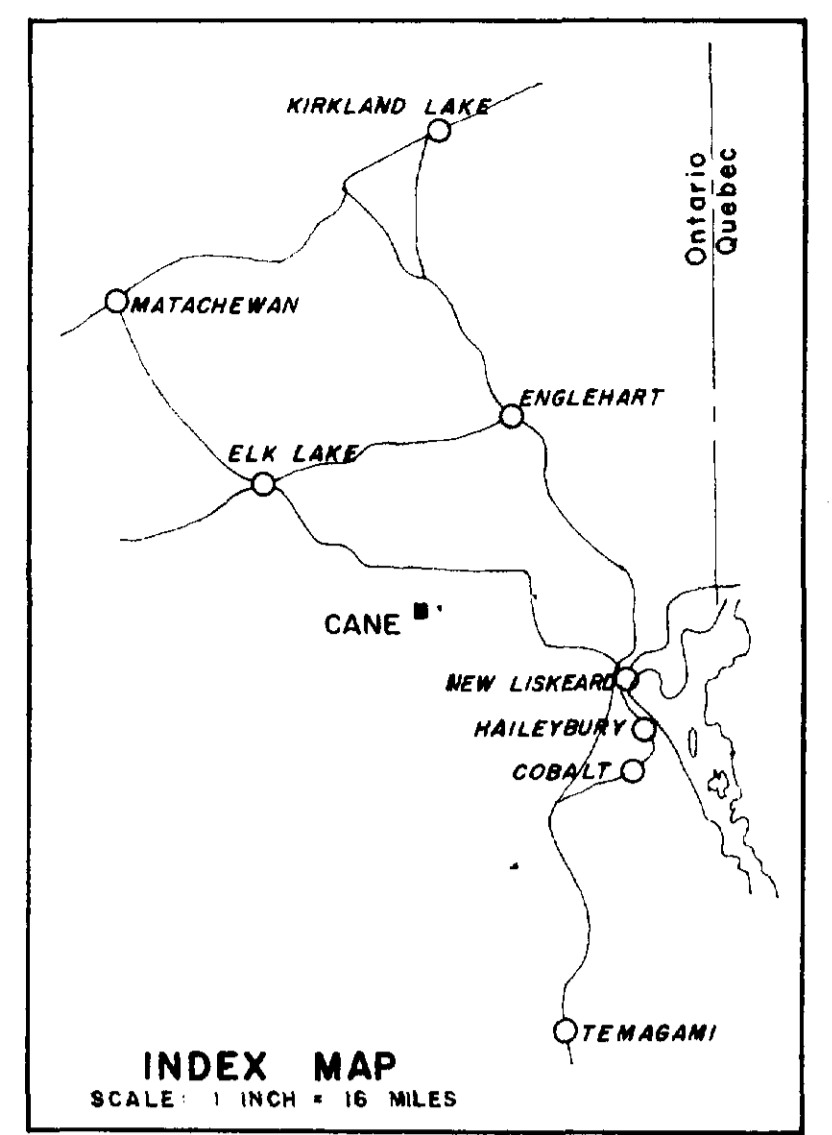 KIRKLAND LAKE
Ontario
Quebec
MATACHEWAN
ENGLEHART
ELK LAKE
CANE
NEW LISKEARD
HAILEYBURY
COBALT
TEMAGAMI
INDEX MAP
SCALE: 1 INCH = 16 MILES